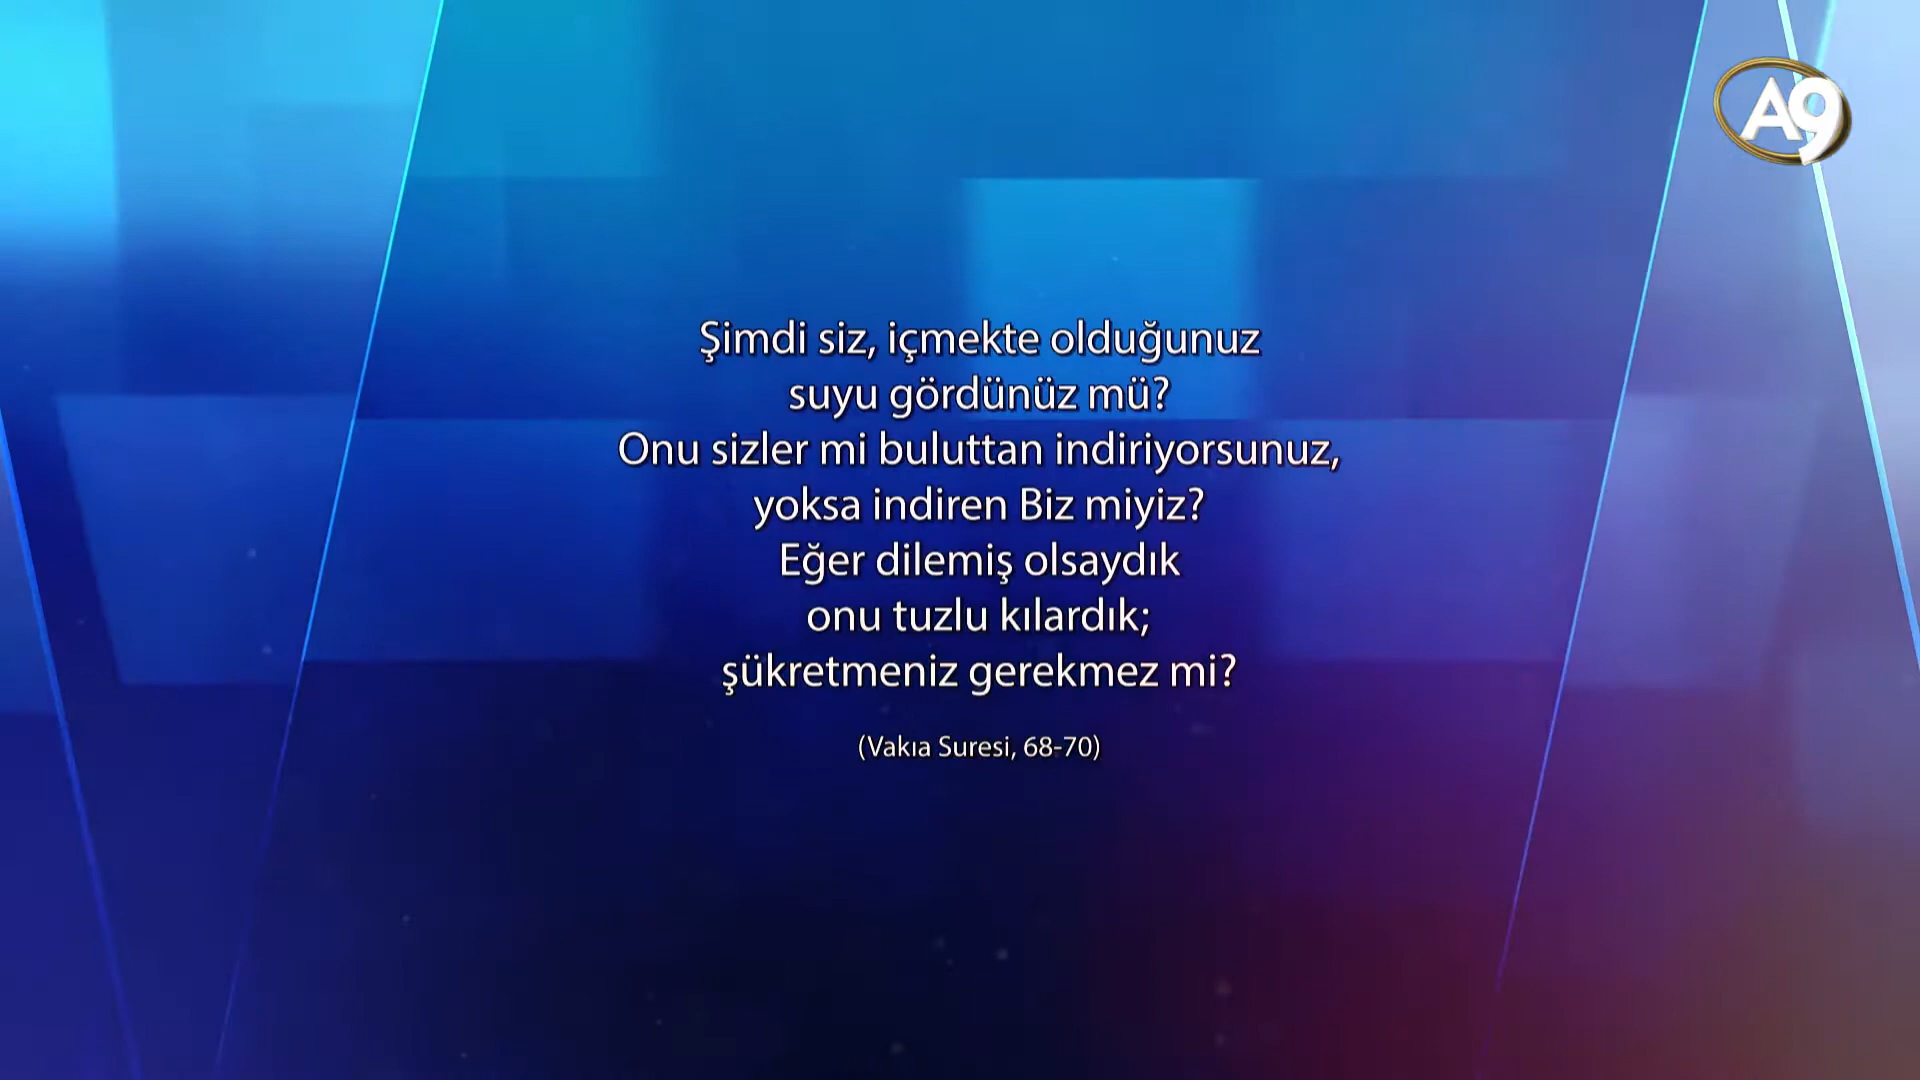 A9
Şimdi siz, içmekte olduğunuz
suyu gördünüz mü?
Onu sizler mi buluttan indiriyorsunuz,
yoksa indiren Biz miyiz?
Eğer dilemiş olsaydık
onu tuzlu kılardık;
şükretmeniz gerekmez mi?
(Vakıa Suresi, 68-70)